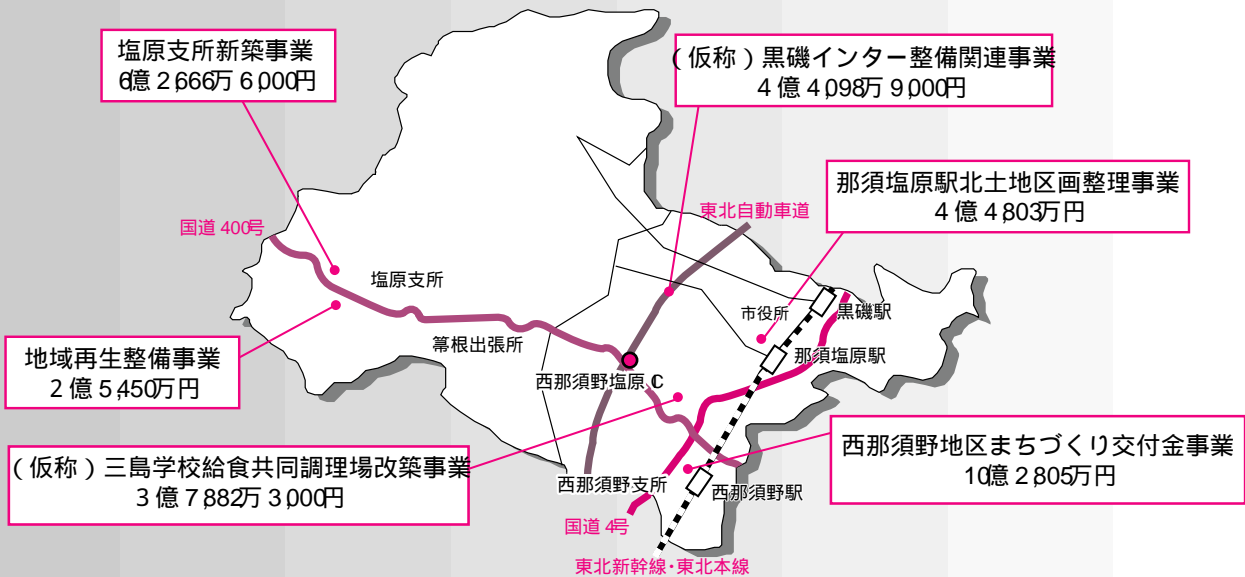 塩原支所新築事業
6億2,666万6,000円
(仮称)黒磯インター整備関連事業
4億4,098万9,000円
那須塩原駅北土地区画整理事業
4億4,803万円
東北自動車道
国道400号
塩原支所
市役所
黒磯駅
箒根出張所
那須塩原駅
地域再生整備事業
2億5,450万円
西那須野塩原IC
(仮称)三島学校給食共同調理場改築事業
3億7,882万3,000円
西那須野地区まちづくり交付金事業
10億2,805万円
西那須野支所
西那須野駅
国道4号
東北新幹線・東北本線